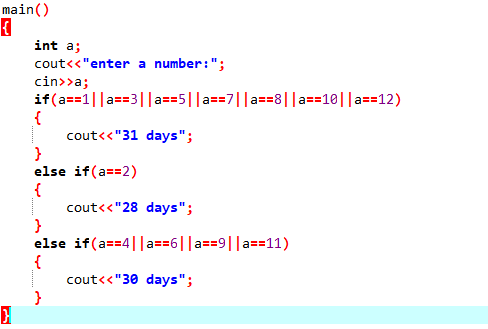 main()
{
int a;
cout<<"enter a number:";
cin>>a;
if(a==1||a==3||a==5||a==7||a==8||a==10||a==12)
{
cout<<"31 days";
}
else if(a==2)
{
cout<<"28 days";
}
else if(a==4||a==6||a==9||a==11)
{
cout<<"30 days";
}
}